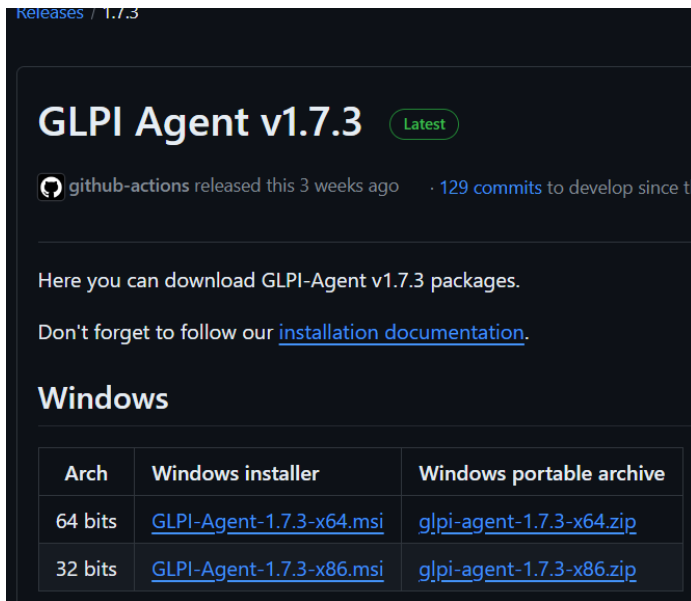 Releases / 1.7.3
GLPI Agent v1.7.3 Latest
github-actions released this 3 weeks ago · 129 commits to develop since
Here you can download GLPI-Agent v1.7.3 packages.
Don't forget to follow our installation documentation.
Windows
Arch Windows installer Windows portable archive
64 bits GLPI-Agent-1.7.3-x64.msi glpi-agent-1.7.3-x64.zip
32 bits GLPI-Agent-1.7.3-x86.msi glpi-agent-1.7.3-x86.zip